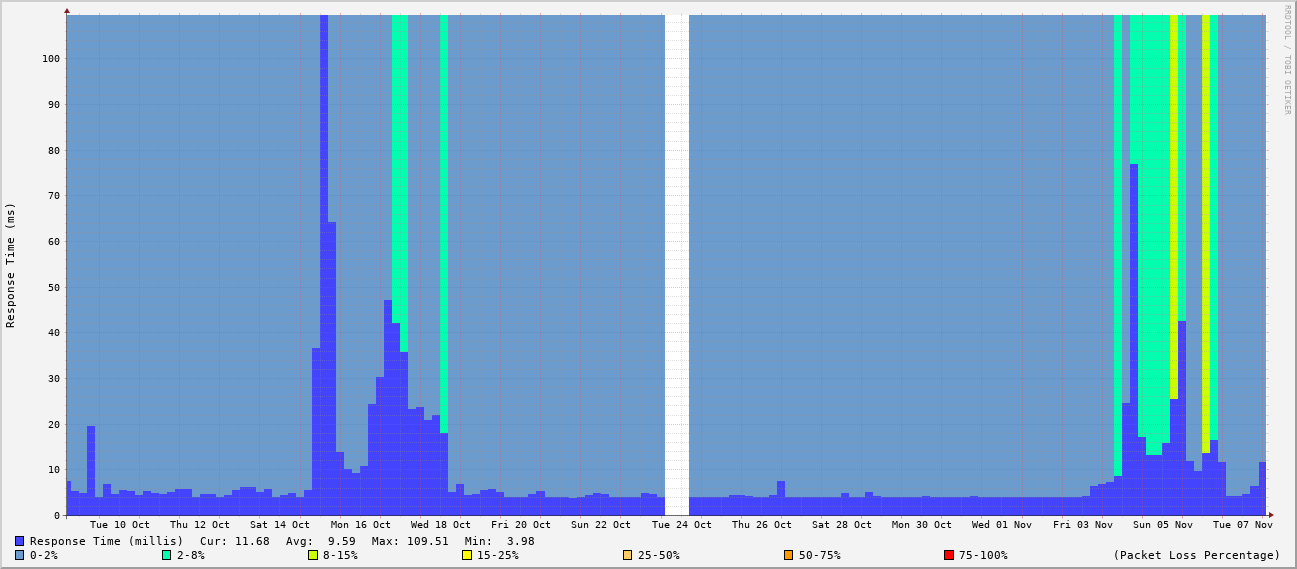 RRDTOOL / TOBI OETIKER
Response Time (ms)
100
90
80
70
60
50
40
30
20
10
0
Tue 10 Oct Thu 12 Oct Sat 14 Oct Mon 16 Oct Wed 18 Oct Fri 20 Oct Sun 22 Oct Tue 24 Oct Thu 26 Oct Sat 28 Oct Mon 30 Oct Wed 01 Nov Fri 03 Nov Sun 05 Nov Tue 07 Nov
Response Time (millis) Cur: 11.68 Avg: 9.59 Max: 109.51 Min: 3.98
0-2% 2-8% 8-15% 15-25% 25-50% 50-75% 75-100% (Packet Loss Percentage)